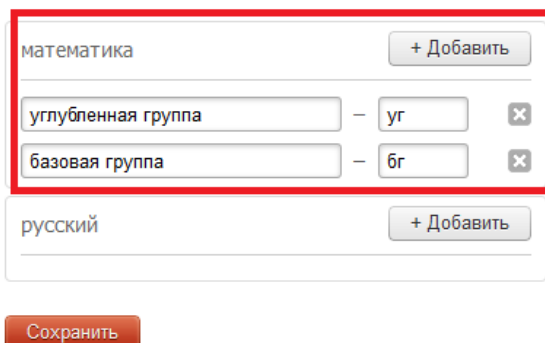 математика + Добавить
углубленная группа – уг
базовая группа – бг
русский + Добавить
Сохранить